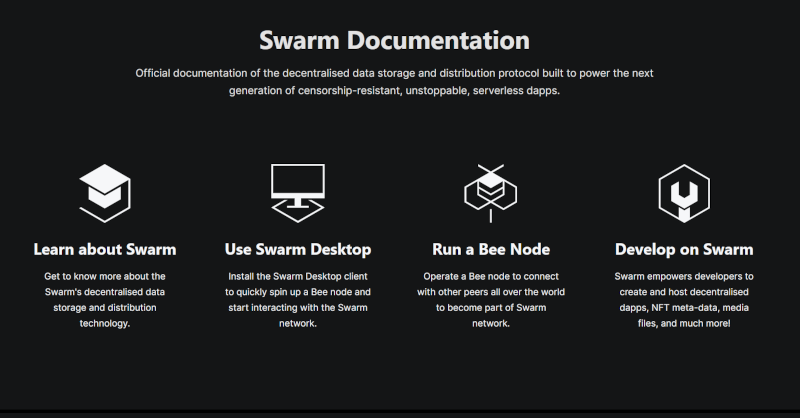 Swarm Documentation
Official documentation of the decentralised data storage and distribution protocol built to power the next
generation of censorship-resistant, unstoppable, serverless dapps.
Learn about Swarm
Get to know more about the
Swarm's decentralised data
storage and distribution
technology.
Use Swarm Desktop
Install the Swarm Desktop client
to quickly spin up a Bee node and
start interacting with the Swarm
network.
Run a Bee Node
Operate a Bee node to connect
with other peers all over the world
to become part of Swarm
network.
Develop on Swarm
Swarm empowers developers to
create and host decentralised
dapps, NFT meta-data, media
files, and much more!